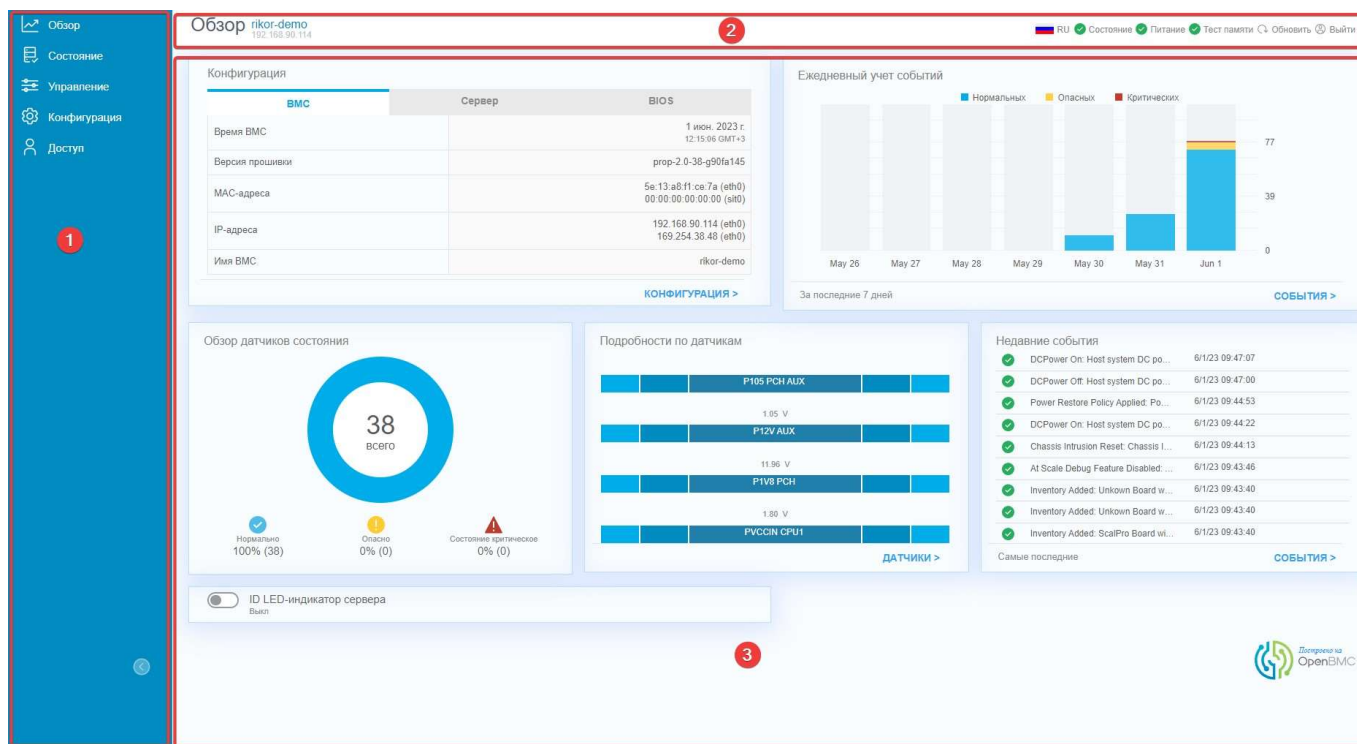 Обзор
Состояние
Управление
Конфигурация
Доступ
1
Обзор rikor-demo
192.168.90.114
2
RU Состояние Питание Тест памяти Обновить Выйти
Конфигурация
BMC Сервер BIOS
Время BMC 1 июн. 2023 г.
12:15:06 GMT+3
Версия прошивки prop-2.0-38-g90fa145
MAC-адреса 5e:13:a8:f1:ce:7a (eth0)
00:00:00:00:00:00 (sit0)
IP-адреса 192.168.90.114 (eth0)
169.254.38.48 (eth0)
Имя BMC rikor-demo
КОНФИГУРАЦИЯ >
Ежедневный учет событий
Нормальных Опасных Критических
77
39
0
May 26 May 27 May 28 May 29 May 30 May 31 Jun 1
За последние 7 дней СОБЫТИЯ >
Обзор датчиков состояния
38
всего
Нормально Опасно Состояние критическое
100% (38) 0% (0) 0% (0)
Подробности по датчикам
P105 PCH AUX
1.05 V
P12V AUX
11.96 V
P1V8 PCH
1.80 V
PVCCIN CPU1
ДАТЧИКИ >
Недавние события
DCPower On: Host system DC po... 6/1/23 09:47:07
DCPower Off: Host system DC po... 6/1/23 09:47:00
Power Restore Policy Applied: Po... 6/1/23 09:44:53
DCPower On: Host system DC po... 6/1/23 09:44:22
Chassis Intrusion Reset: Chassis I... 6/1/23 09:44:13
At Scale Debug Feature Disabled: ... 6/1/23 09:43:46
Inventory Added: Unkown Board w... 6/1/23 09:43:40
Inventory Added: Unkown Board w... 6/1/23 09:43:40
Inventory Added: ScalPro Board wi... 6/1/23 09:43:40
Самые последние СОБЫТИЯ >
ID LED-индикатор сервера
Выкл
3
Построено на
OpenBMC